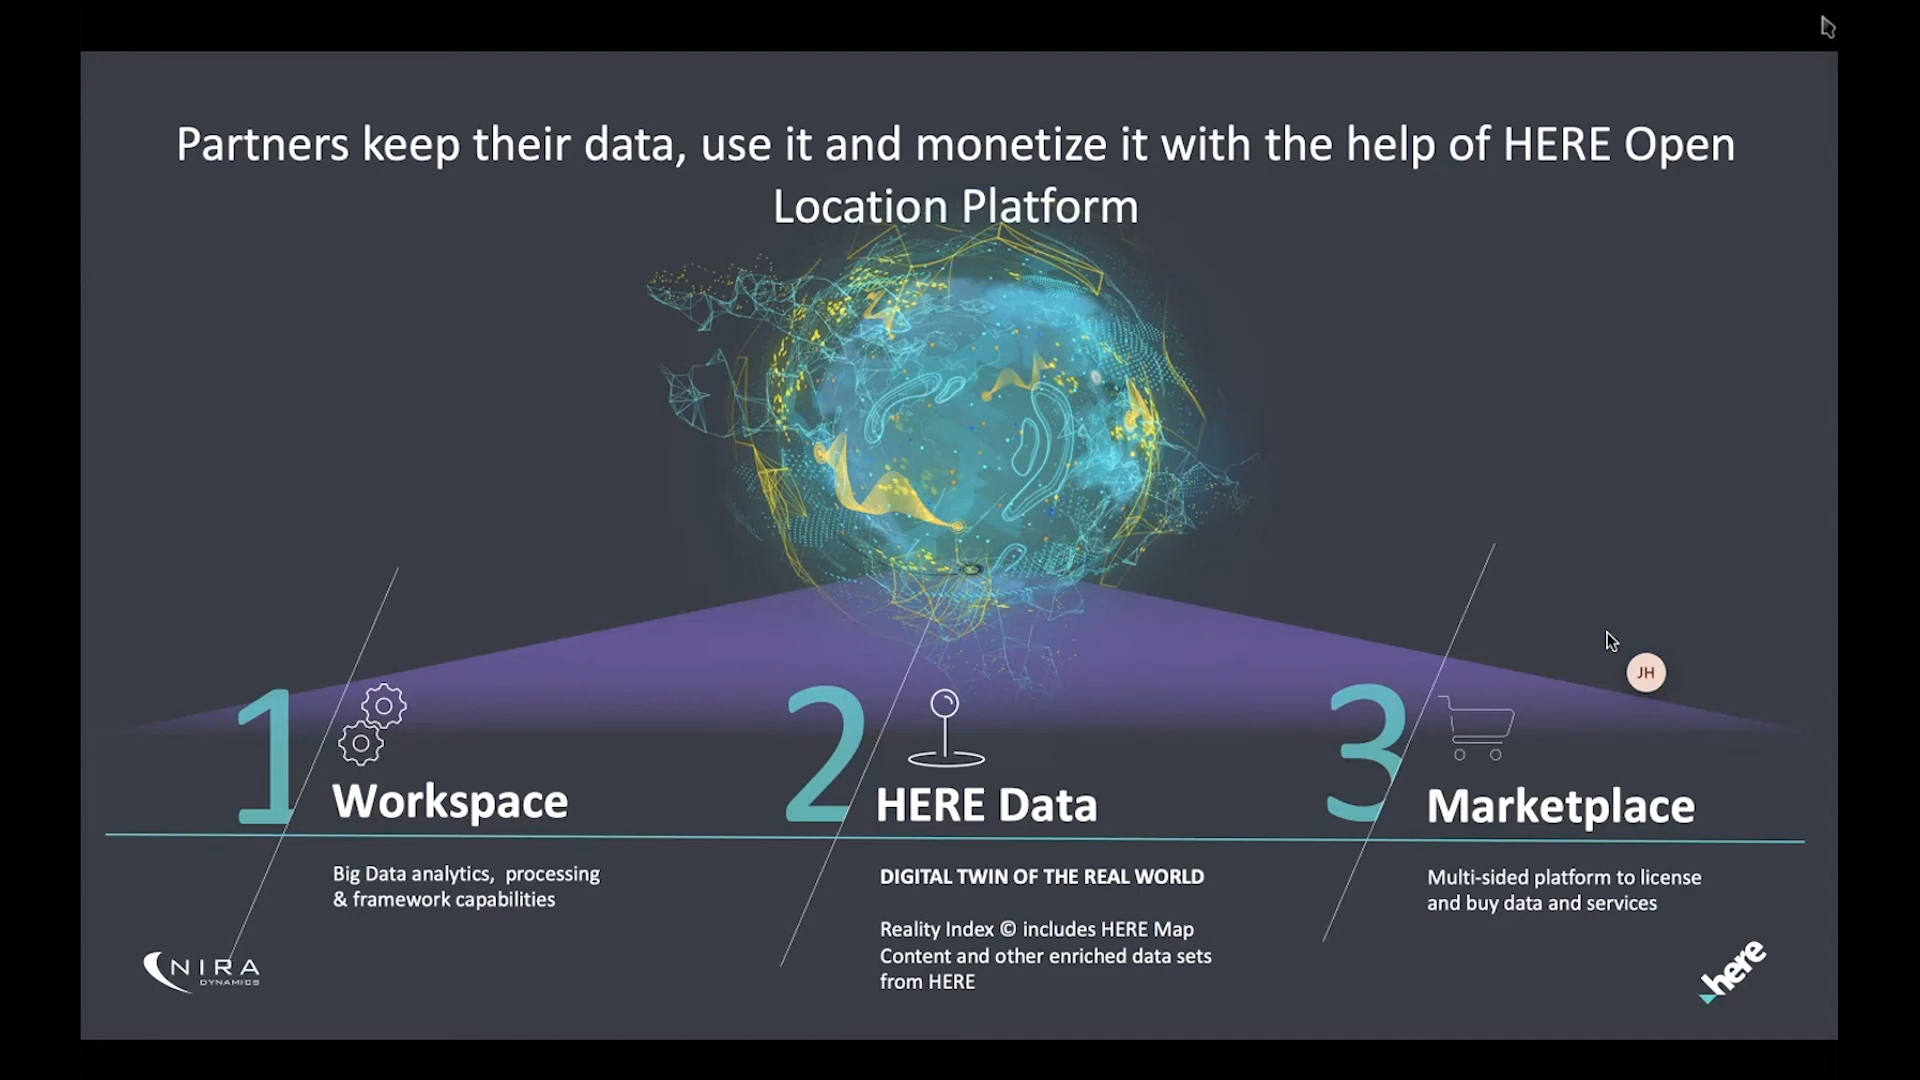 Partners keep their data, use it and monetize it with the help of HERE Open
Location Platform
JH
1
Workspace
Big Data analytics, processing
& framework capabilities
2
HERE Data
DIGITAL TWIN OF THE REAL WORLD
Reality Index © includes HERE Map
Content and other enriched data sets
from HERE
3
Marketplace
Multi-sided platform to license
and buy data and services
NIRA
DYNAMICS
here